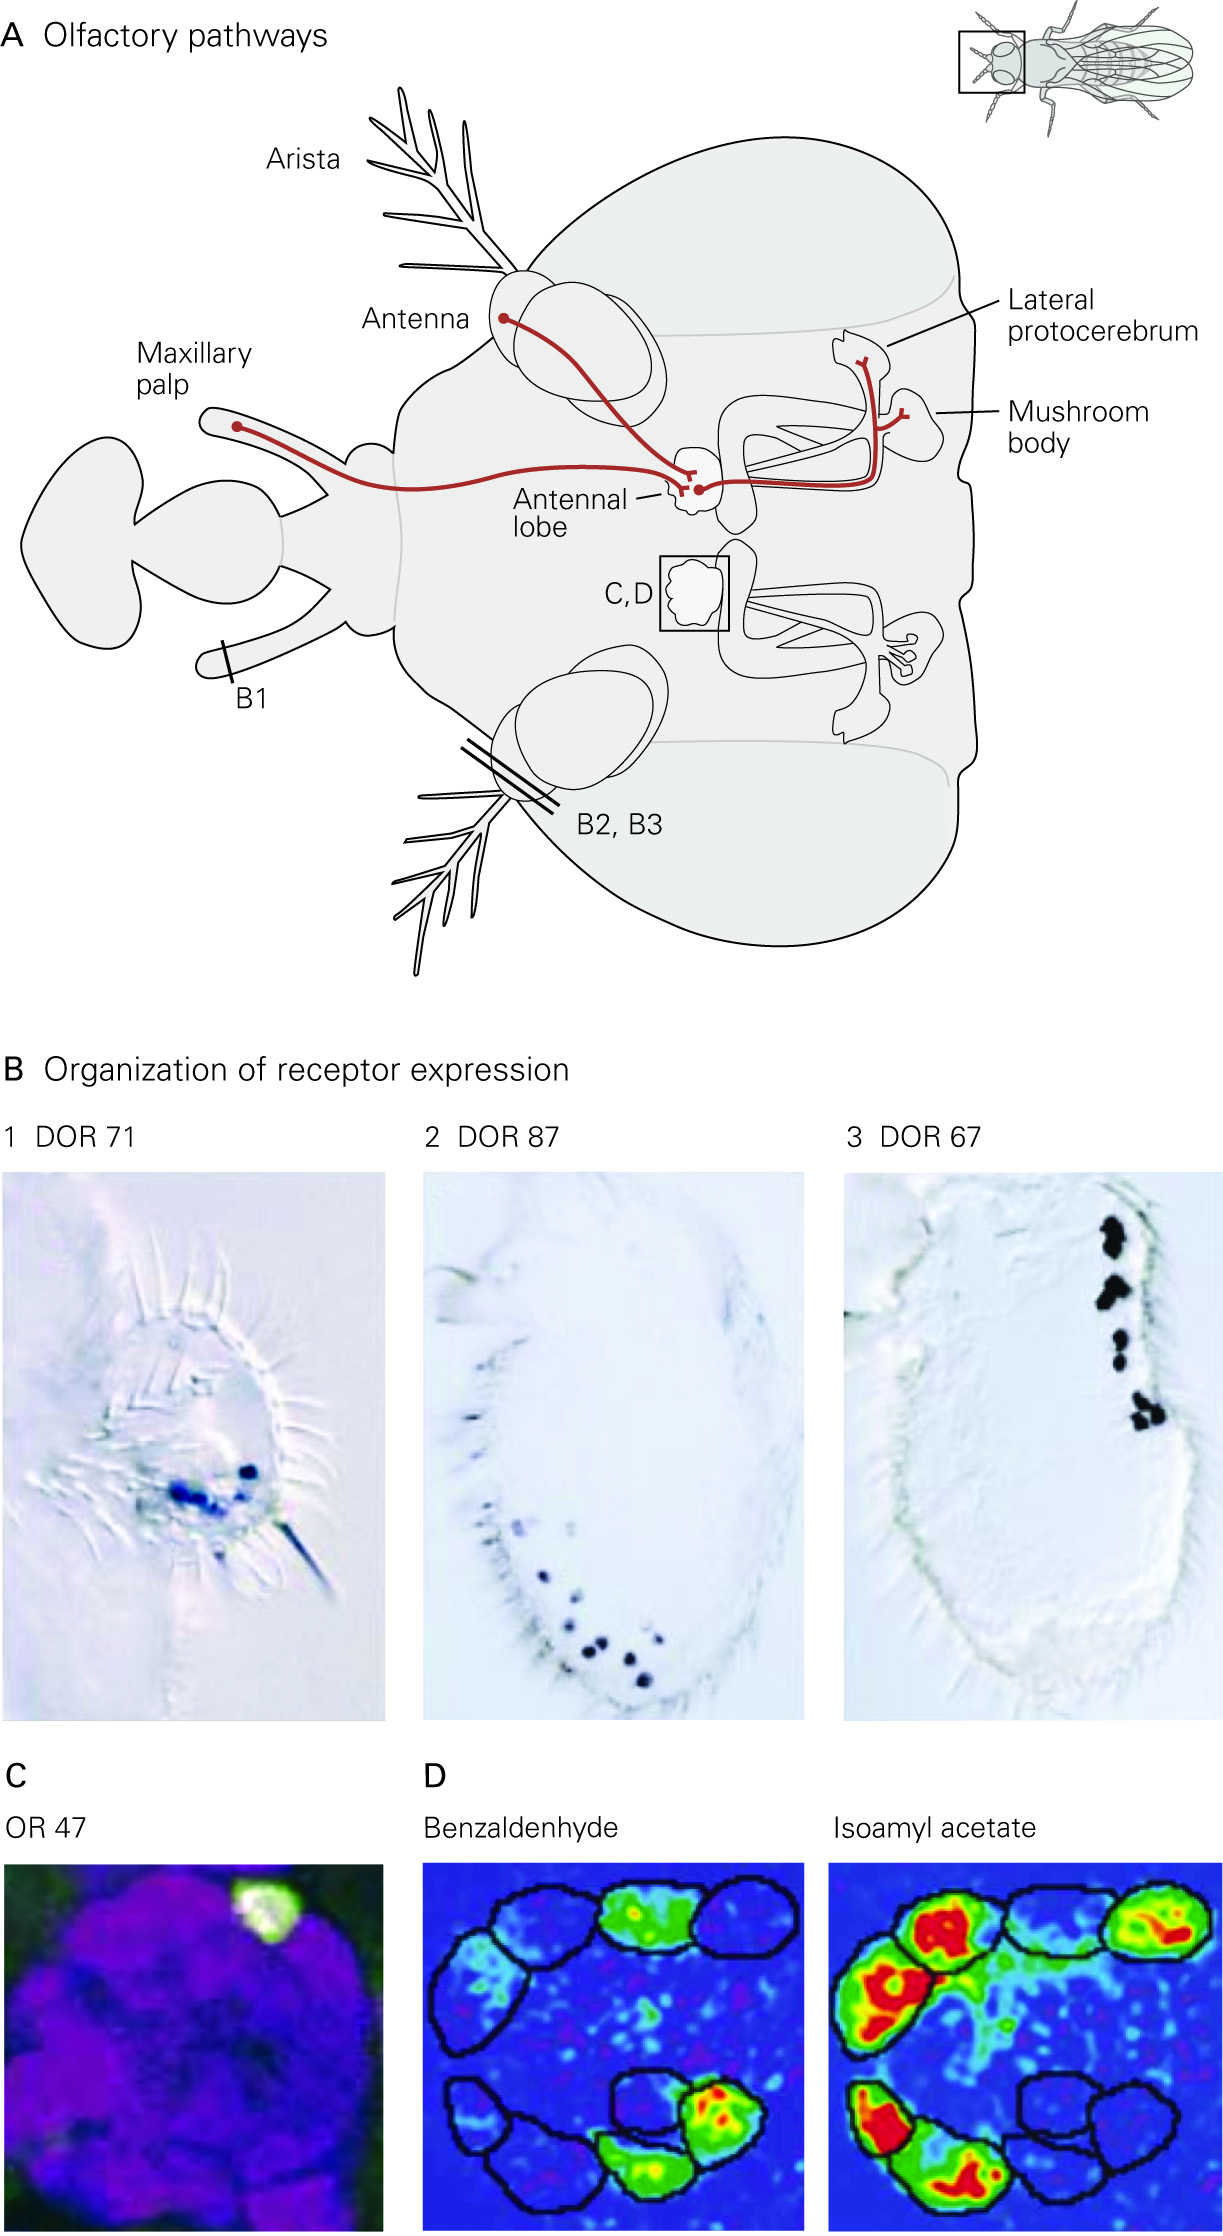 A Olfactory pathways
Arista
Antenna
Maxillary
palp
Lateral
protocerebrum
Mushroom
body
Antennal
lobe
C,D
B1
B2, B3
B Organization of receptor expression
1 DOR 71
2 DOR 87
3 DOR 67
C
D
OR 47
Benzaldenhyde
Isoamyl acetate